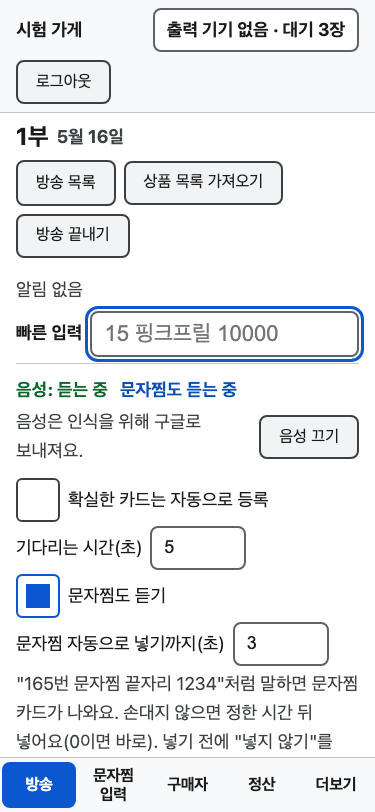 시험 가게
출력 기기 없음 · 대기 3장
로그아웃
1부 5월 16일
방송 목록
상품 목록 가져오기
방송 끝내기
알림 없음
빠른 입력
15 핑크프릴 10000
음성: 듣는 중 문자찜도 듣는 중
음성은 인식을 위해 구글로
보내져요.
음성 끄기
확실한 카드는 자동으로 등록
기다리는 시간(초) 5
문자찜도 듣기
문자찜 자동으로 넣기까지(초) 3
"165번 문자찜 끝자리 1234"처럼 말하면 문자찜
카드가 나와요. 손대지 않으면 정한 시간 뒤
넣어요(0이면 바로). 넣기 전에 "넣지 않기"를
방송
문자찜
입력
구매자
정산
더보기